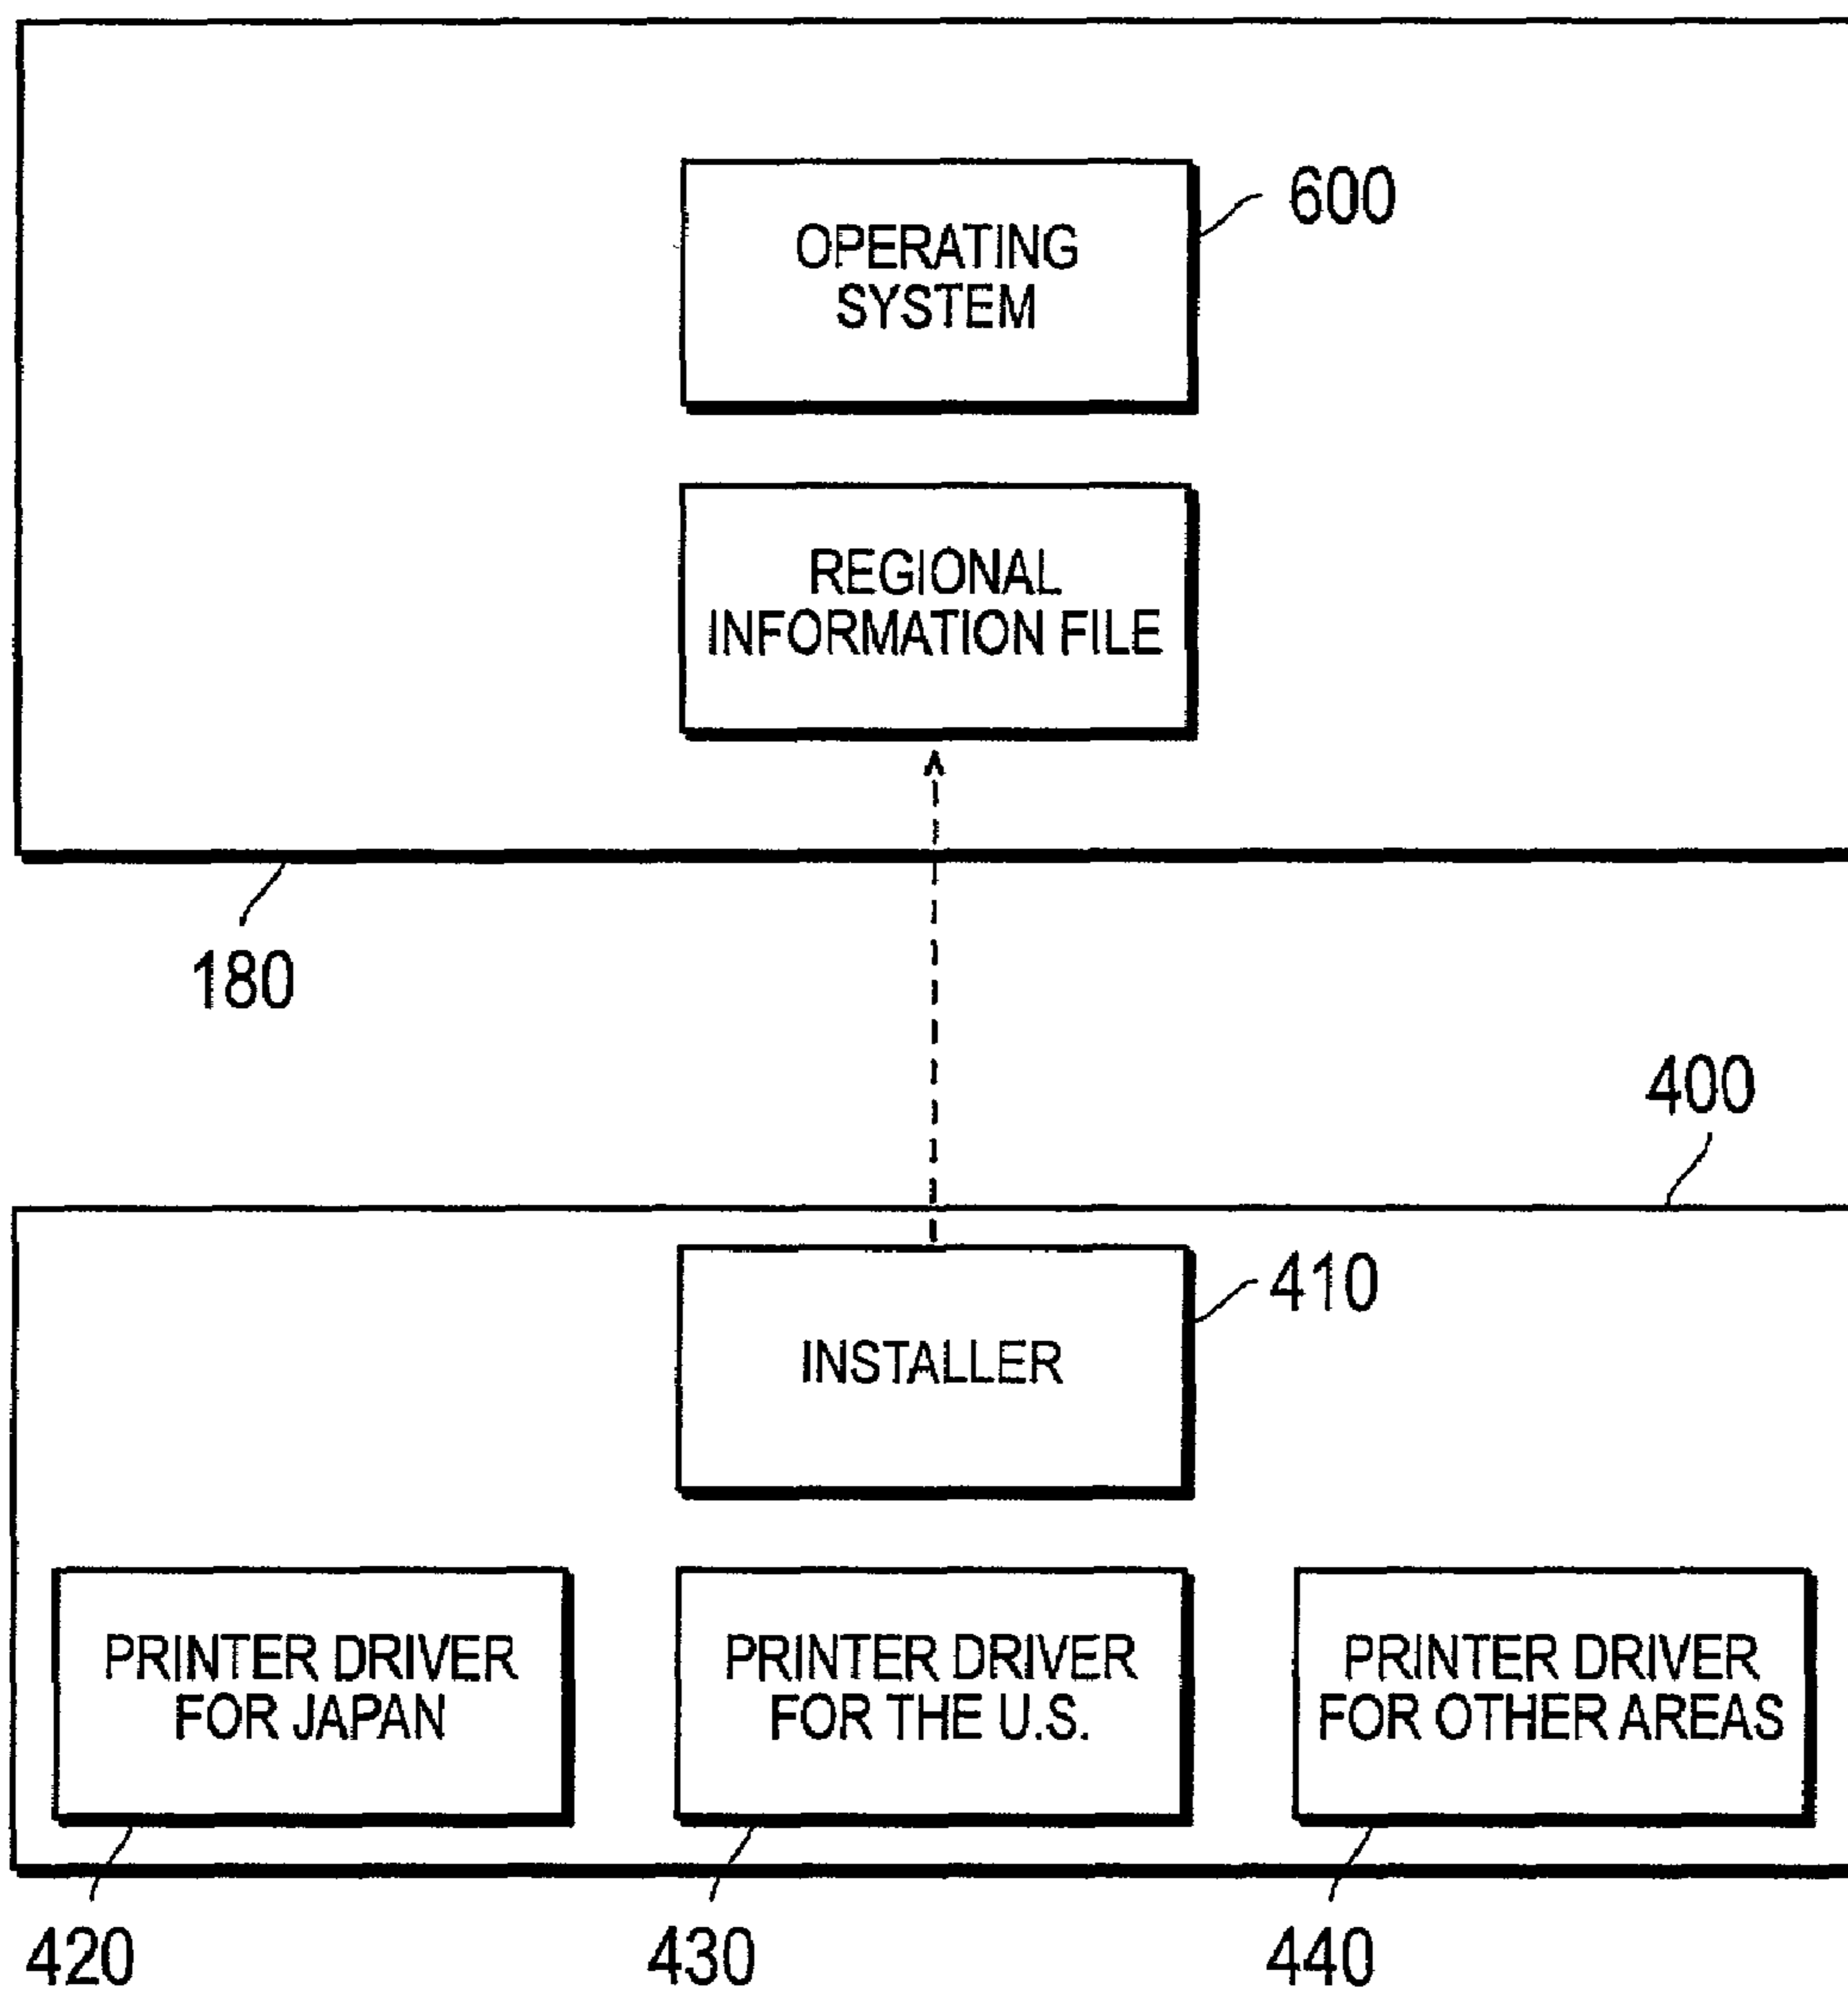 OPERATING
SYSTEM
600
REGIONAL
INFORMATION FILE
180
400
INSTALLER
410
PRINTER DRIVER
FOR JAPAN
PRINTER DRIVER
FOR THE U.S.
PRINTER DRIVER
FOR OTHER AREAS
420
430
440